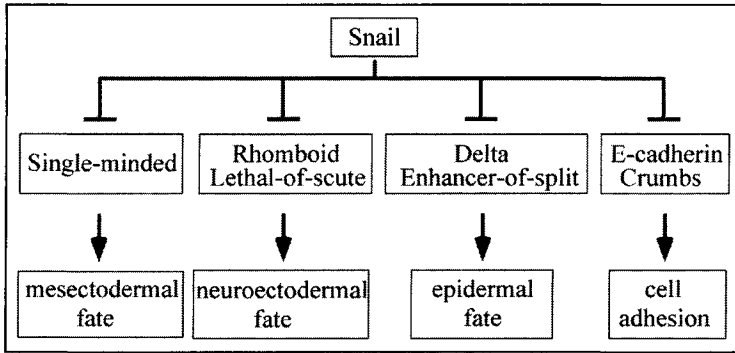 Snail
Single-minded
Rhomboid
Lethal-of-scute
Delta
Enhancer-of-split
E-cadherin
Crumbs
mesectodermal
fate
neuroectodermal
fate
epidermal
fate
cell
adhesion